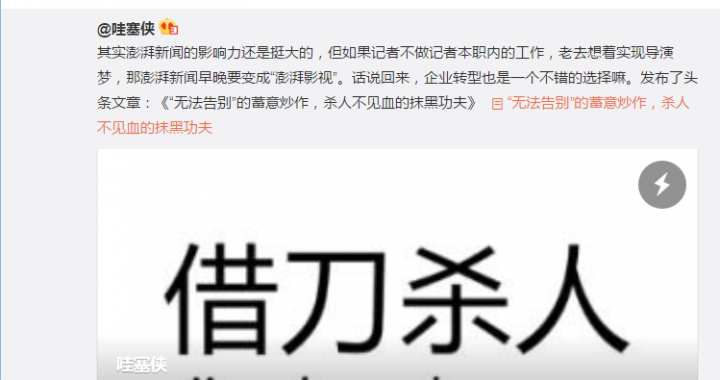 @哇塞侠
其实澎湃新闻的影响力还是挺大的，但如果记者不做记者本职内的工作，老去想着实现导演
梦，那澎湃新闻早晚要变成“澎湃影视”。话说回来，企业转型也是一个不错的选择嘛。发布了头
条文章：《“无法告别”的蓄意炒作，杀人不见血的抹黑功夫》 “无法告别”的蓄意炒作，杀人
不见血的抹黑功夫
借刀杀人
哇塞侠